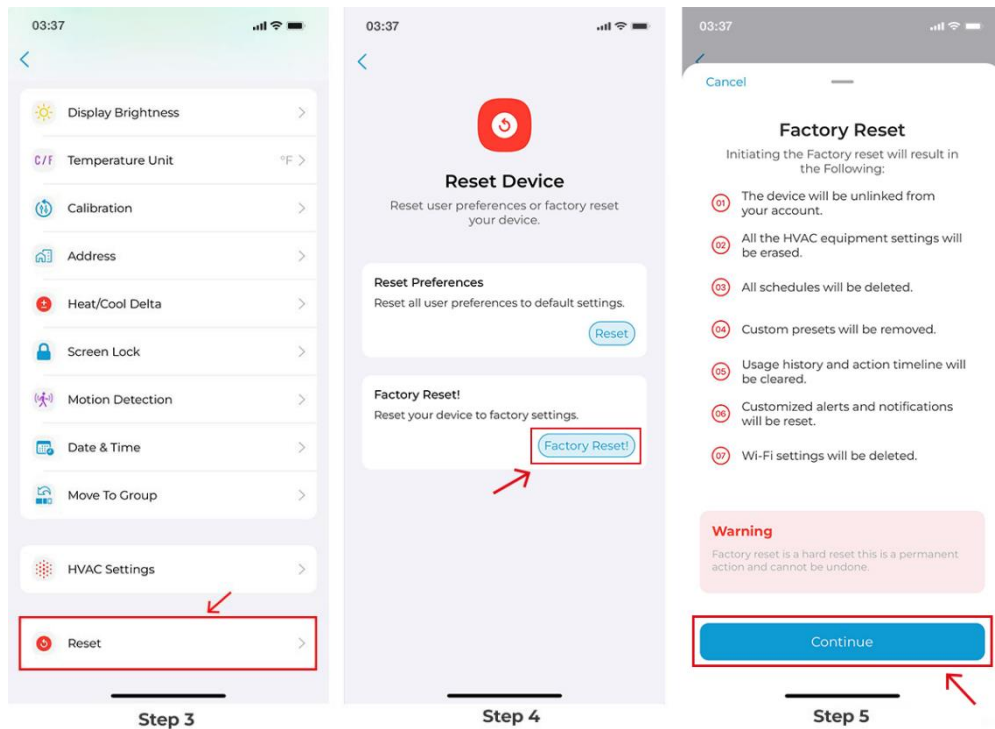 03:37
Display Brightness
C/F Temperature Unit °F
Calibration
Address
Heat/Cool Delta
Screen Lock
Motion Detection
Date & Time
Move To Group
HVAC Settings
Reset
Step 3
03:37
Reset Device
Reset user preferences or factory reset
your device.
Reset Preferences
Reset all user preferences to default settings.
Reset
Factory Reset!
Reset your device to factory settings.
Factory Reset!
Step 4
03:37
Cancel
Factory Reset
Initiating the Factory reset will result in
the Following:
01 The device will be unlinked from
your account.
02 All the HVAC equipment settings will
be erased.
03 All schedules will be deleted.
04 Custom presets will be removed.
05 Usage history and action timeline will
be cleared.
06 Customized alerts and notifications
will be reset.
07 Wi-Fi settings will be deleted.
Warning
Factory reset is a hard reset this is a permanent
action and cannot be undone.
Continue
Step 5